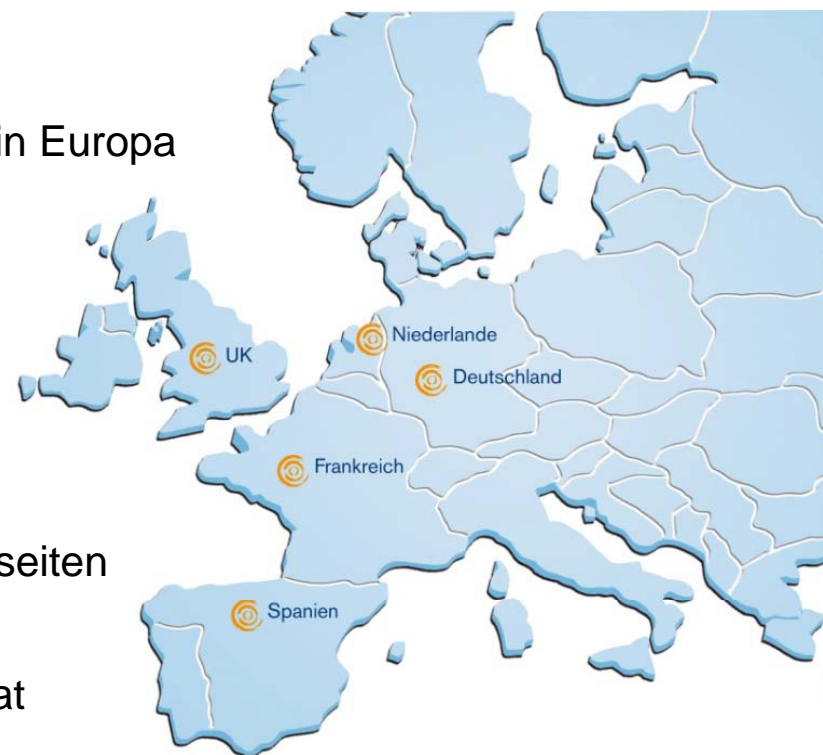 in Europa
UK
Niederlande
Deutschland
Frankreich
seiten
Spanien
at